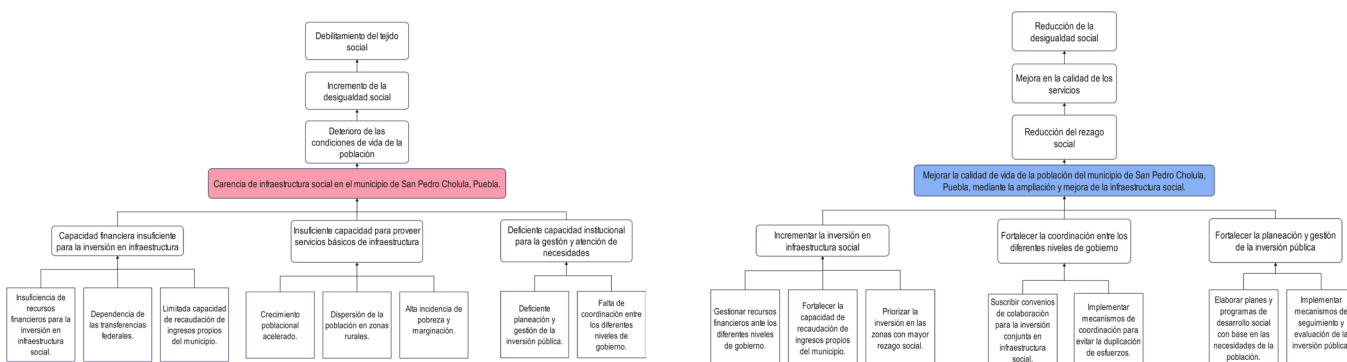 Debilitamiento del tejido
social
Incremento de la
desigualdad social
Deterioro de las
condiciones de vida de la
población
Carencia de infraestructura social en el municipio de San Pedro Cholula, Puebla.
Capacidad financiera insuficiente
para la inversión en infraestructura
Insuficiente capacidad para proveer
servicios básicos de infraestructura
Deficiente capacidad institucional
para la gestión y atención de
necesidades
Insuficiencia de
recursos
financieros para la
inversión en
infraestructura
social.
Dependencia de
las transferencias
federales.
Limitada capacidad
de recaudación de
ingresos propios
del municipio.
Crecimiento
poblacional
acelerado.
Dispersión de la
población en zonas
rurales.
Alta incidencia de
pobreza y
marginación.
Deficiente
planeación y
gestión de la
inversión pública.
Falta de
coordinación entre
los diferentes
niveles de
gobierno.
Reducción de la
desigualdad social
Mejora en la calidad de los
servicios
Reducción del rezago
social
Mejorar la calidad de vida de la población del municipio de San Pedro Cholula,
Puebla, mediante la ampliación y mejora de la infraestructura social.
Incrementar la inversión en
infraestructura social
Fortalecer la coordinación entre los
diferentes niveles de gobierno
Fortalecer la planeación y gestión
de la inversión pública
Gestionar recursos
financieros ante los
diferentes niveles
de gobierno.
Fortalecer la
capacidad de
recaudación de
ingresos propios
del municipio.
Priorizar la
inversión en las
zonas con mayor
rezago social.
Suscribir convenios
de colaboración
para la inversión
conjunta en
infraestructura
social.
Implementar
mecanismos de
coordinación para
evitar la duplicación
de esfuerzos.
Elaborar planes y
programas de
desarrollo social
con base en las
necesidades de la
población.
Implementar
mecanismos de
seguimiento y
evaluación de la
inversión pública